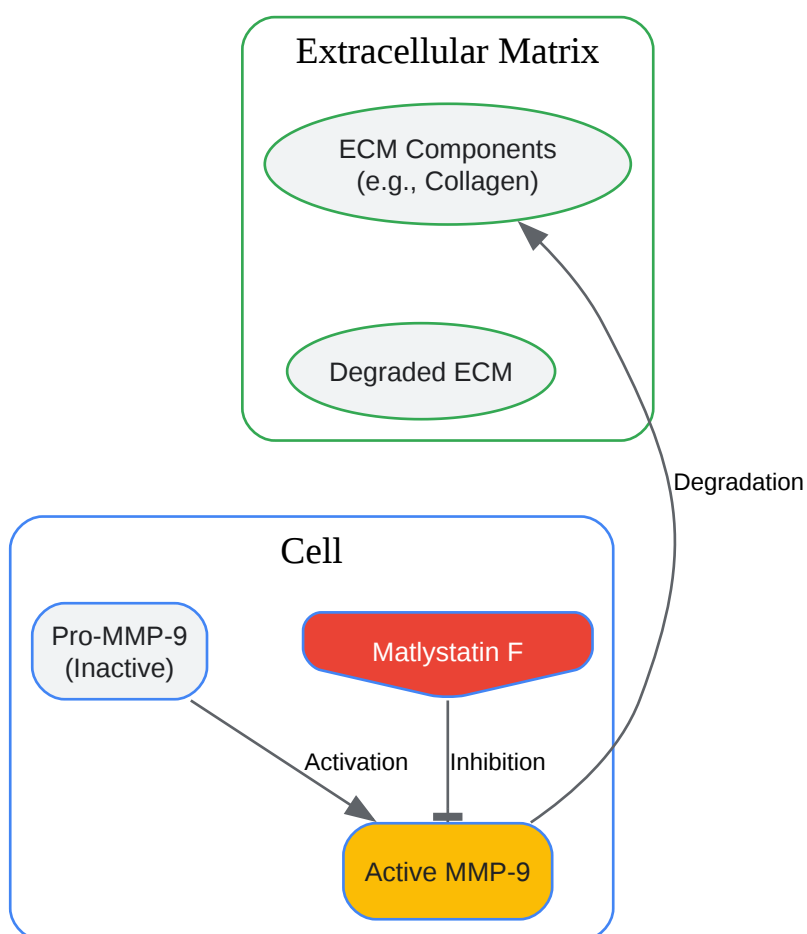 Extracellular Matrix
ECM Components
(e.g., Collagen)
Degraded ECM
Degradation
Cell
Pro-MMP-9
(Inactive)
Matlystatin F
Activation
Inhibition
Active MMP-9